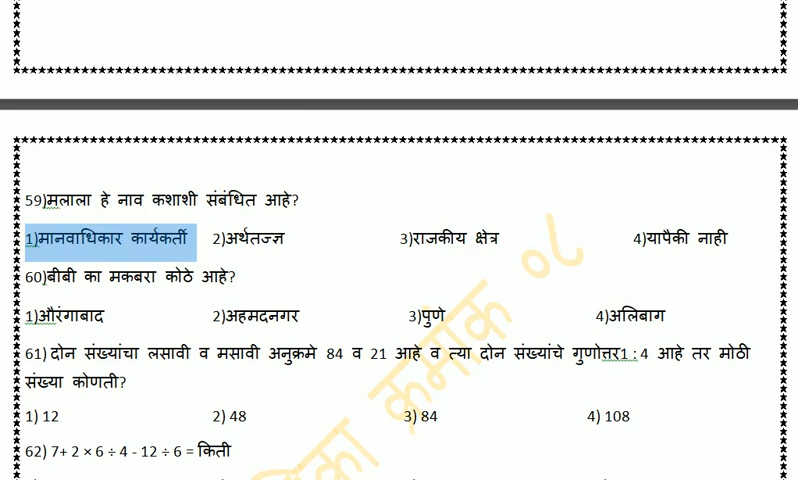 59)मलाला हे नाव कशाशी संबंधित आहे?
1)मानवाधिकार कार्यकर्ती 2)अर्थतज्ज्ञ 3)राजकीय क्षेत्र 4)यापैकी नाही
60)बीबी का मकबरा कोठे आहे?
1)औरंगाबाद 2)अहमदनगर 3)पुणे 4)अलिबाग
61) दोन संख्यांचा लसावी व मसावी अनुक्रमे 84 व 21 आहे व त्या दोन संख्यांचे गुणोत्तर1 : 4 आहे तर मोठी
संख्या कोणती?
1) 12 2) 48 3) 84 4) 108
62) 7+ 2 × 6 ÷ 4 - 12 ÷ 6 = किती
क्रमांक ०८